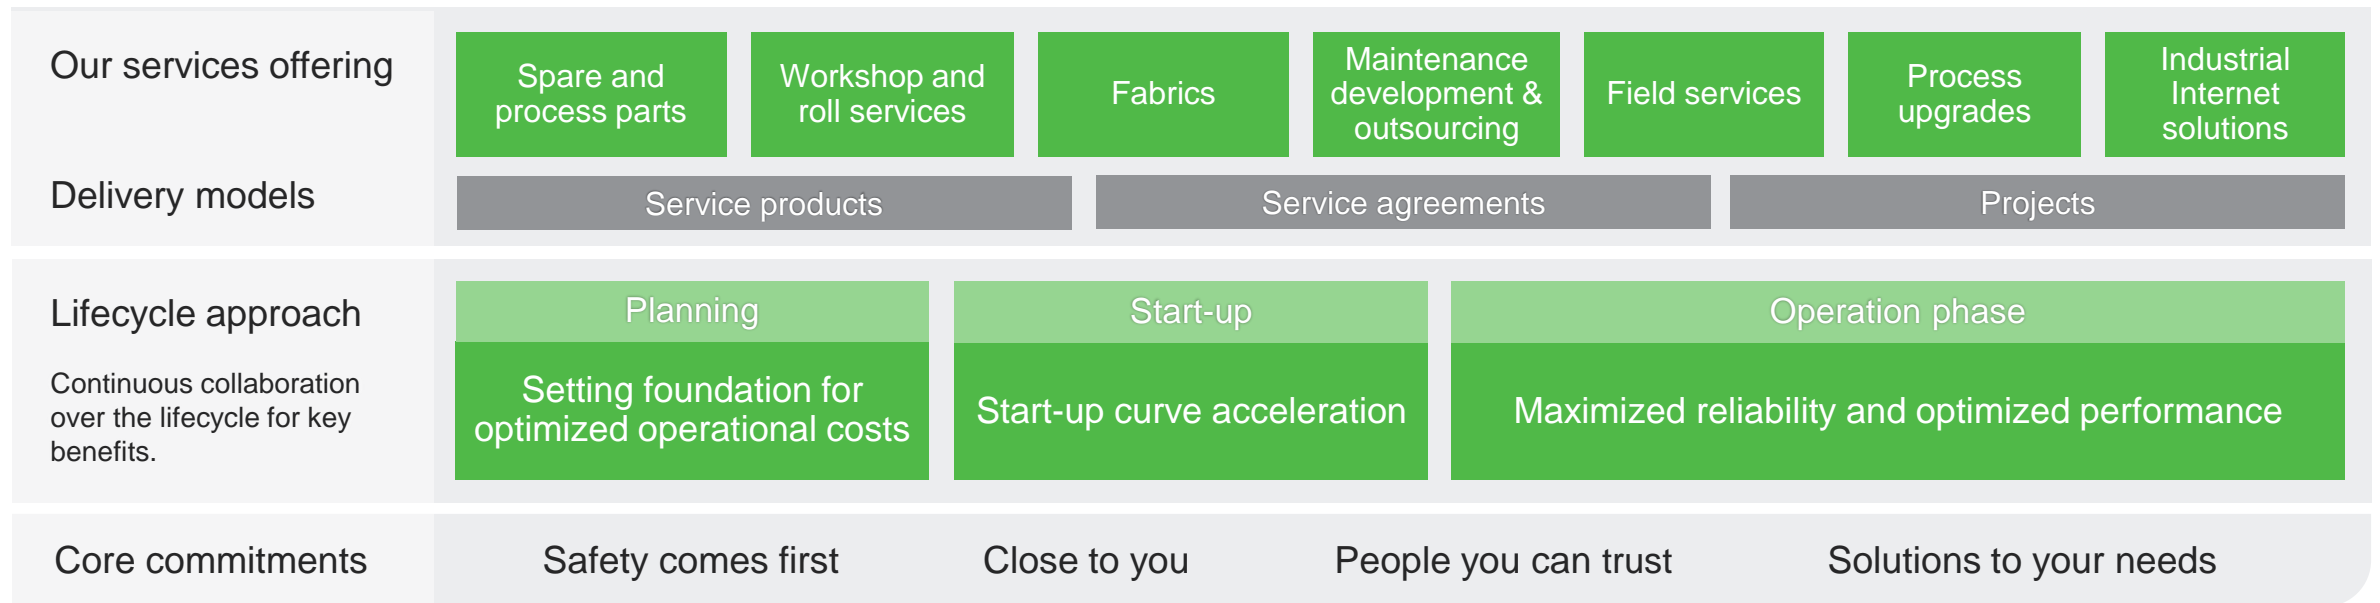 Our services offering
Spare and
process parts
Workshop and
roll services
Fabrics
Maintenance
development &
outsourcing
Field services
Process
upgrades
Industrial
Internet
solutions
Delivery models
Service products
Service agreements
Projects
Lifecycle approach
Continuous collaboration
over the lifecycle for key
benefits.
Planning
Setting foundation for
optimized operational costs
Start-up
Start-up curve acceleration
Operation phase
Maximized reliability and optimized performance
Core commitments
Safety comes first
Close to you
People you can trust
Solutions to your needs